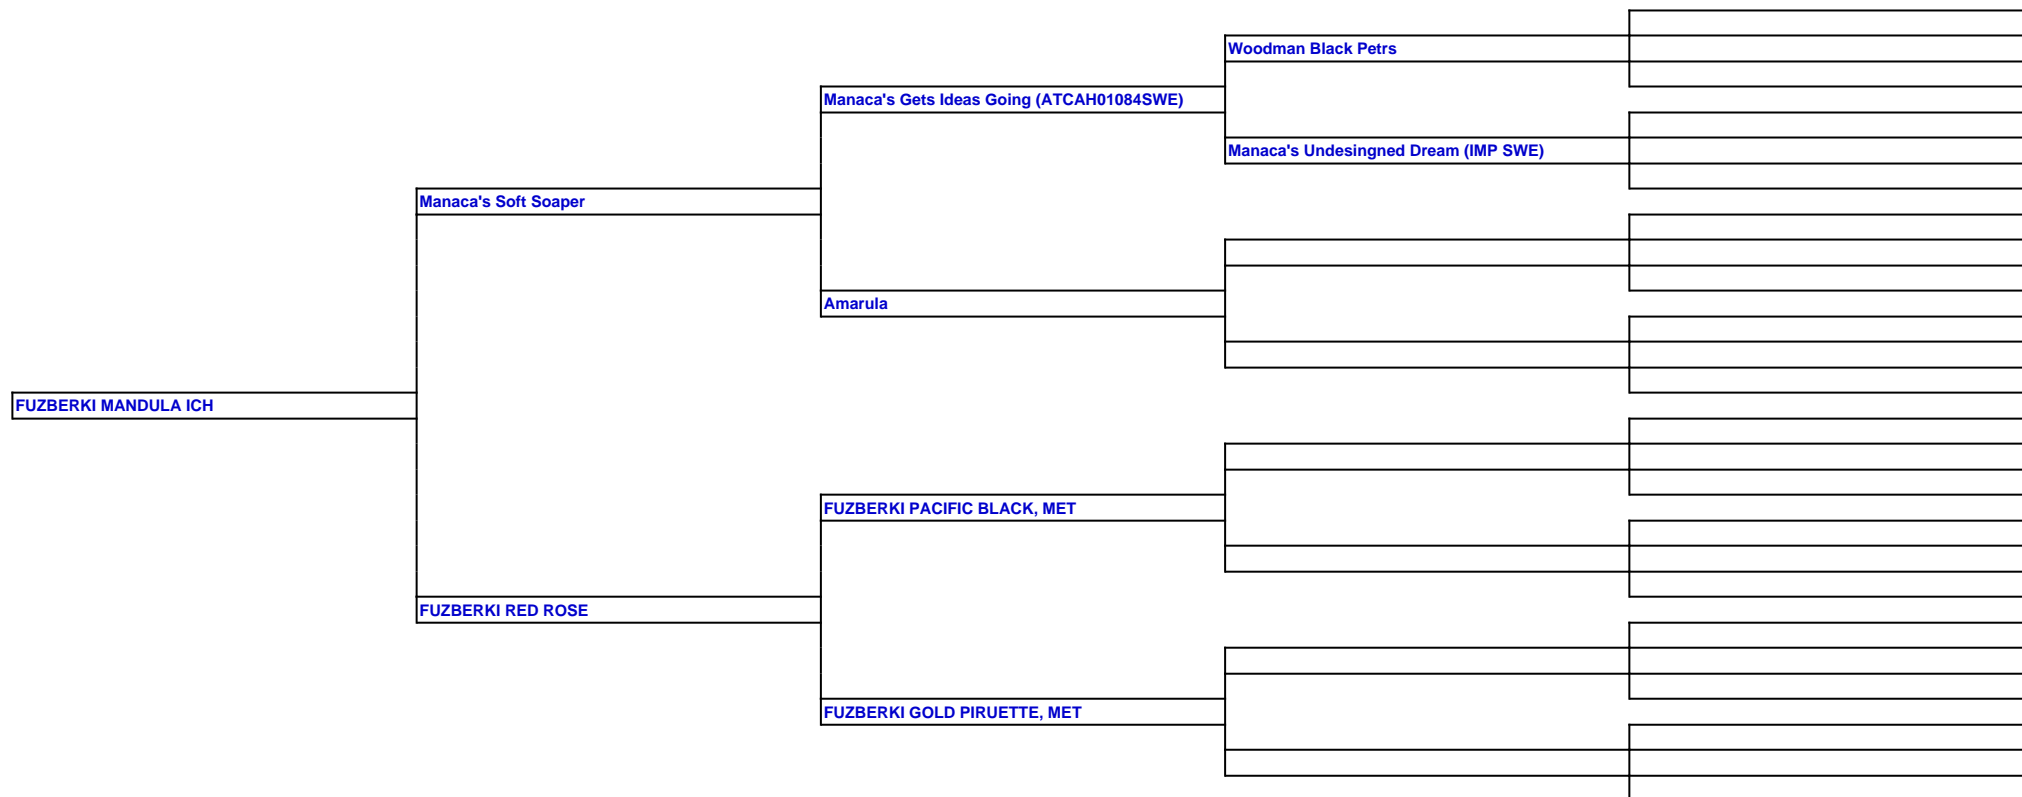 Woodman Black Petrs
Manaca's Gets Ideas Going (ATCAH01084SWE)
Manaca's Undesingned Dream (IMP SWE)
Manaca's Soft Soaper
Amarula
FUZBERKI MANDULA ICH
FUZBERKI PACIFIC BLACK, MET
FUZBERKI RED ROSE
FUZBERKI GOLD PIRUETTE, MET